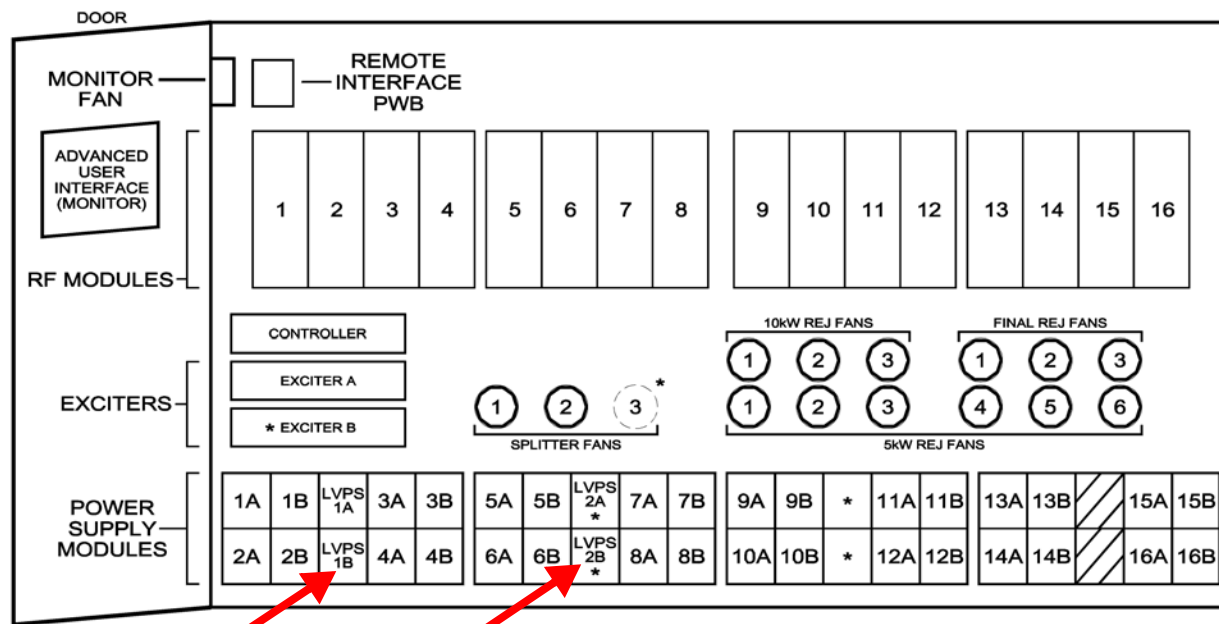 DOOR
MONITOR
FAN
REMOTE
INTERFACE
PWB
ADVANCED
USER
INTERFACE
(MONITOR)
1 2 3 4 5 6 7 8 9 10 11 12 13 14 15 16
RF MODULES
CONTROLLER
EXCITER A
* EXCITER B
EXCITERS
1 2 3 *
SPLITTER FANS
10kW REJ FANS
1 2 3
FINAL REJ FANS
1 2 3
1 2 3 4 5 6
5kW REJ FANS
POWER
SUPPLY
MODULES
1A 1B LVPS 3A 3B 5A 5B LVPS 7A 7B 9A 9B * 11A 11B 13A 13B 15A 15B
1A 2A
*
2A 2B LVPS 4A 4B 6A 6B LVPS 8A 8B 10A 10B * 12A 12B 14A 14B 16A 16B
1B 2B
*